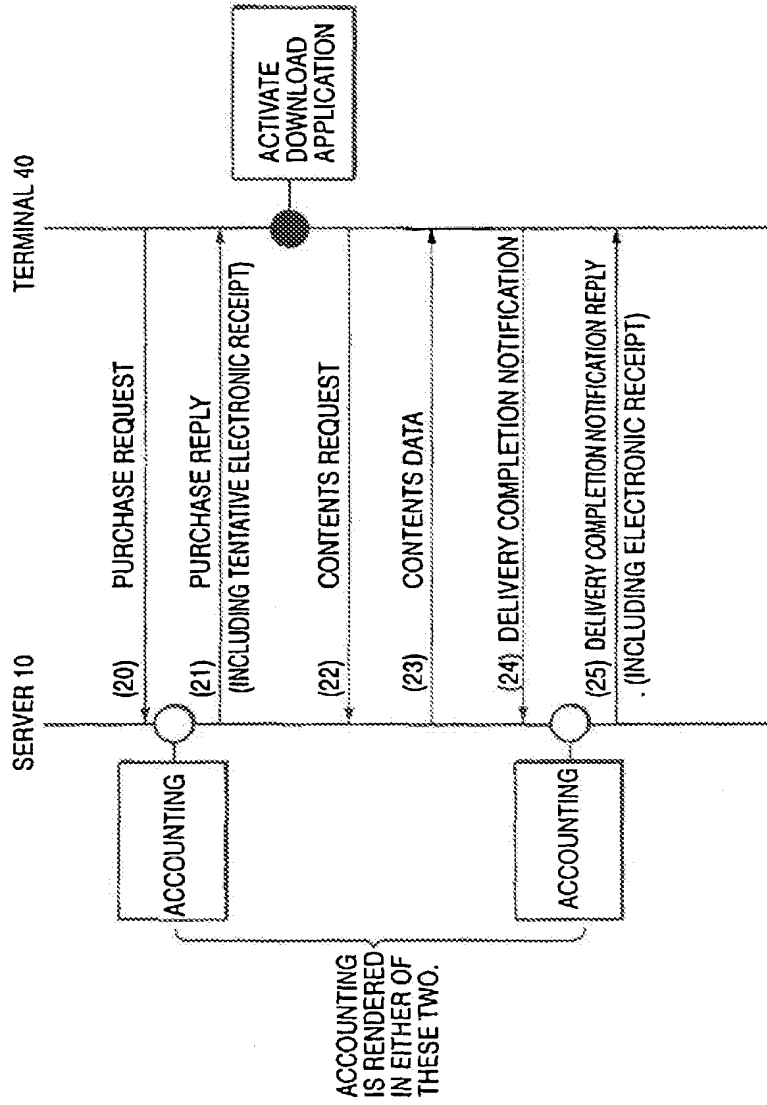 SERVER 10
TERMINAL 40
(20) PURCHASE REQUEST
ACCOUNTING
(21) PURCHASE REPLY
(INCLUDING TENTATIVE ELECTRONIC RECEIPT)
ACTIVATE
DOWNLOAD
APPLICATION
(22) CONTENTS REQUEST
(23) CONTENTS DATA
(24) DELIVERY COMPLETION NOTIFICATION
ACCOUNTING
(25) DELIVERY COMPLETION NOTIFICATION REPLY
. (INCLUDING ELECTRONIC RECEIPT)
ACCOUNTING
IS RENDERED
IN EITHER OF
THESE TWO.